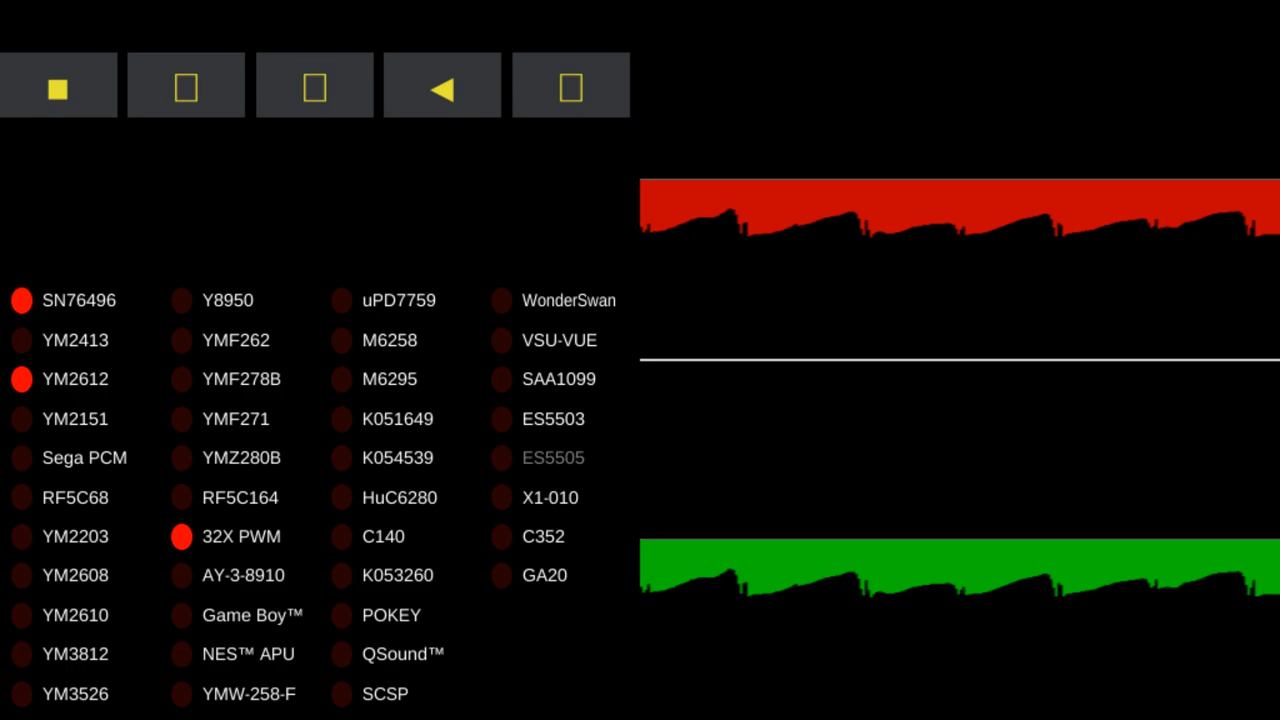 SN76496 Y8950 uPD7759 WonderSwan
YM2413 YMF262 M6258 VSU-VUE
YM2612 YMF278B M6295 SAA1099
YM2151 YMF271 K051649 ES5503
Sega PCM YMZ280B K054539 ES5505
RF5C68 RF5C164 HuC6280 X1-010
YM2203 32X PWM C140 C352
YM2608 AY-3-8910 K053260 GA20
YM2610 Game Boy™ POKEY
YM3812 NES™ APU QSound™
YM3526 YMW-258-F SCSP